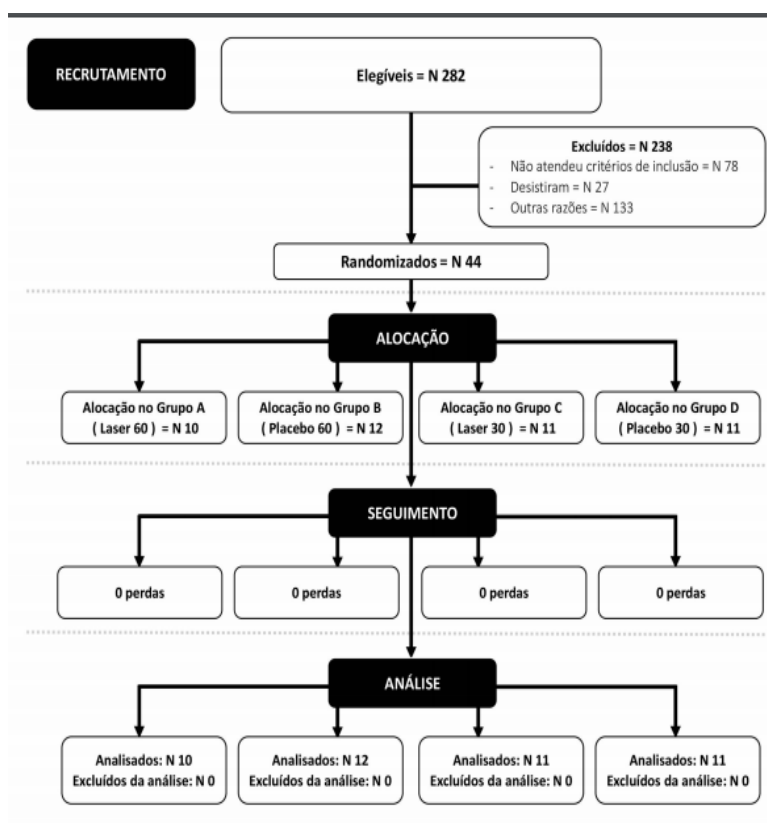 RECRUTAMENTO
Elegíveis = N 282
Excluídos = N 238
- Não atendeu critérios de inclusão = N 78
- Desistiram = N 27
- Outras razões = N 133
Randomizados = N 44
ALOCAÇÃO
Alocação no Grupo A
( Laser 60 ) = N 10
Alocação no Grupo B
( Placebo 60 ) = N 12
Alocação no Grupo C
( Laser 30 ) = N 11
Alocação no Grupo D
( Placebo 30 ) = N 11
SEGUIMENTO
0 perdas
0 perdas
0 perdas
0 perdas
ANÁLISE
Analisados: N 10
Excluídos da análise: N 0
Analisados: N 12
Excluídos da análise: N 0
Analisados: N 11
Excluídos da análise: N 0
Analisados: N 11
Excluídos da análise: N 0